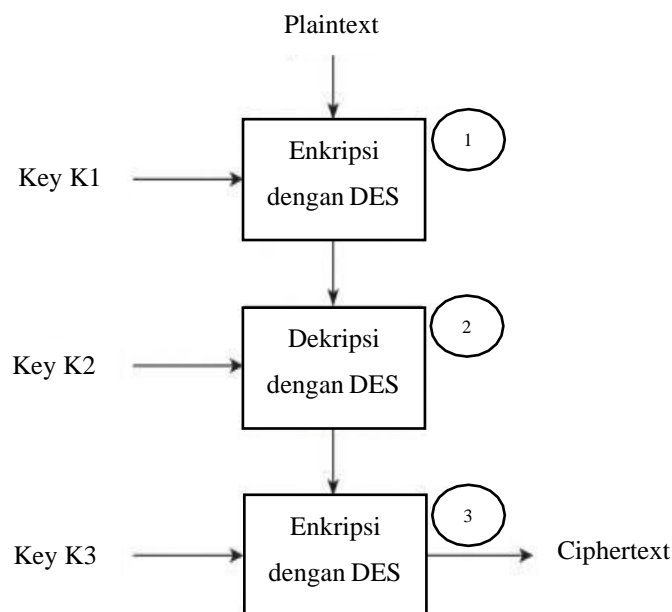 Plaintext
Enkripsi
dengan DES
1
Key K1
Dekripsi
dengan DES
2
Key K2
Enkripsi
dengan DES
3
Key K3
Ciphertext